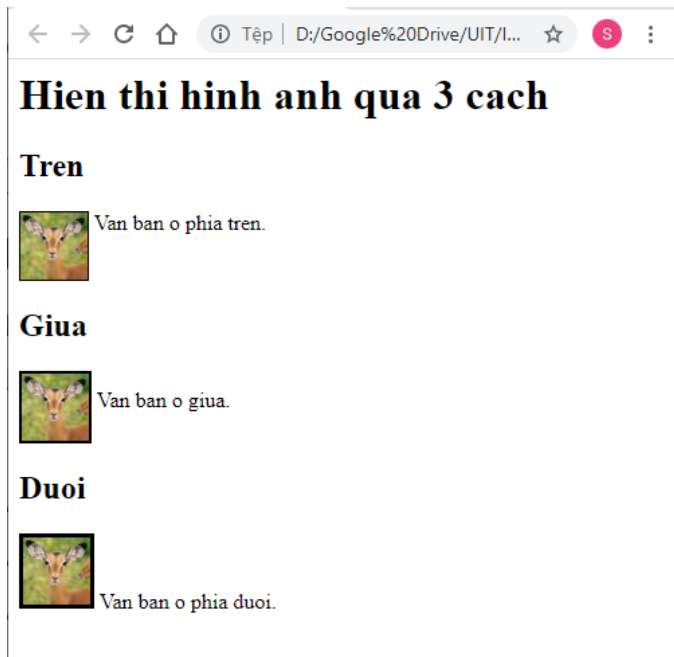 Tệp D:/Google%20Drive/UIT/I... S
Hien thi hinh anh qua 3 cach
Tren
Van ban o phia tren.
Giua
Van ban o giua.
Duoi
Van ban o phia duoi.